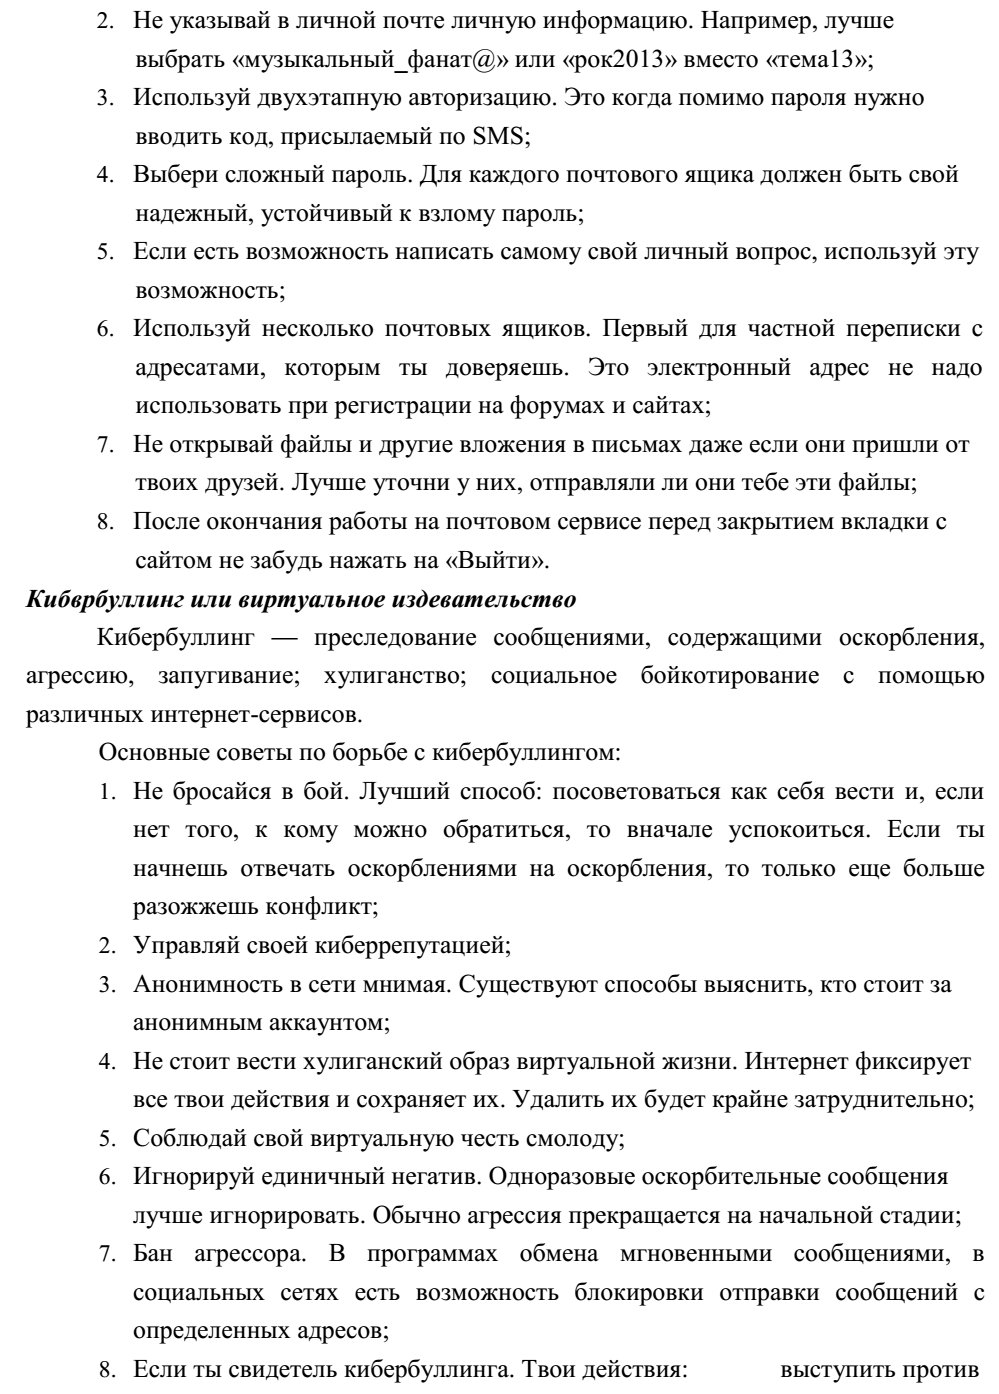 2. Не указывай в личной почте личную информацию. Например, лучше
выбрать «музыкальный_фанат@» или «рок2013» вместо «тема13»;
3. Используй двухэтапную авторизацию. Это когда помимо пароля нужно
вводить код, присылаемый по SMS;
4. Выбери сложный пароль. Для каждого почтового ящика должен быть свой
надежный, устойчивый к взлому пароль;
5. Если есть возможность написать самому свой личный вопрос, используй эту
возможность;
6. Используй несколько почтовых ящиков. Первый для частной переписки с
адресатами, которым ты доверяешь. Это электронный адрес не надо
использовать при регистрации на форумах и сайтах;
7. Не открывай файлы и другие вложения в письмах даже если они пришли от
твоих друзей. Лучше уточни у них, отправляли ли они тебе эти файлы;
8. После окончания работы на почтовом сервисе перед закрытием вкладки с
сайтом не забудь нажать на «Выйти».
Кибврбуллинг или виртуальное издевательство
Кибербуллинг — преследование сообщениями, содержащими оскорбления,
агрессию, запугивание; хулиганство; социальное бойкотирование с помощью
различных интернет-сервисов.
Основные советы по борьбе с кибербуллингом:
1. Не бросайся в бой. Лучший способ: посоветоваться как себя вести и, если
нет того, к кому можно обратиться, то вначале успокоиться. Если ты
начнешь отвечать оскорблениями на оскорбления, то только еще больше
разожжешь конфликт;
2. Управляй своей киберрепутацией;
3. Анонимность в сети мнимая. Существуют способы выяснить, кто стоит за
анонимным аккаунтом;
4. Не стоит вести хулиганский образ виртуальной жизни. Интернет фиксирует
все твои действия и сохраняет их. Удалить их будет крайне затруднительно;
5. Соблюдай свой виртуальную честь смолоду;
6. Игнорируй единичный негатив. Одноразовые оскорбительные сообщения
лучше игнорировать. Обычно агрессия прекращается на начальной стадии;
7. Бан агрессора. В программах обмена мгновенными сообщениями, в
социальных сетях есть возможность блокировки отправки сообщений с
определенных адресов;
8. Если ты свидетель кибербуллинга. Твои действия: выступить против